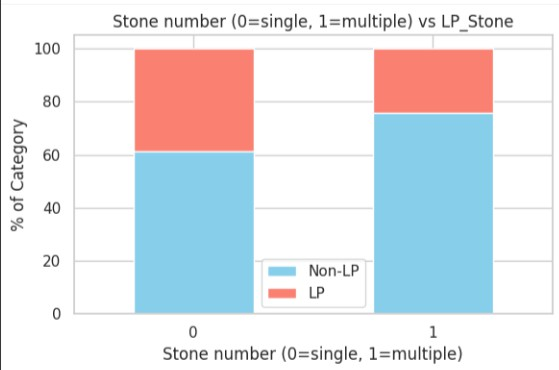 Stone number (0=single, 1=multiple) vs LP_Stone
100
80
60
40
20
0
% of Category
Non-LP
LP
0
1
Stone number (0=single, 1=multiple)